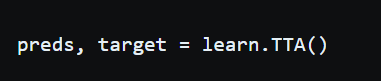 preds, target = learn.TTA()